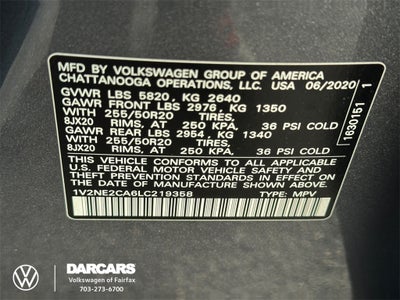 MFD BY VOLKSWAGEN GROUP OF AMERICA
CHATTANOOGA OPERATIONS, LLC. USA 06/2020
GVWR LBS 5820, KG 2640
GAWR FRONT LBS 2976, KG 1350
WITH 255/50R20 TIRES,
8JX20 RIMS, AT 250 KPA, 36 PSI COLD
GAWR REAR LBS 2954, KG 1340
WITH 255/50R20 TIRES,
8JX20 RIMS, AT 250 KPA, 36 PSI COLD
THIS VEHICLE CONFORMS TO ALL APPLICABLE
U.S. FEDERAL MOTOR VEHICLE SAFETY AND
THEFT PREVENTION STANDARDS IN EFFECT ON
THE DATE OF MANUFACTURE SHOWN ABOVE.
1V2NE2CA6LC219358 TYPE: MPV
1830151 1
DARCARS
Volkswagen of Fairfax
703-273-6700